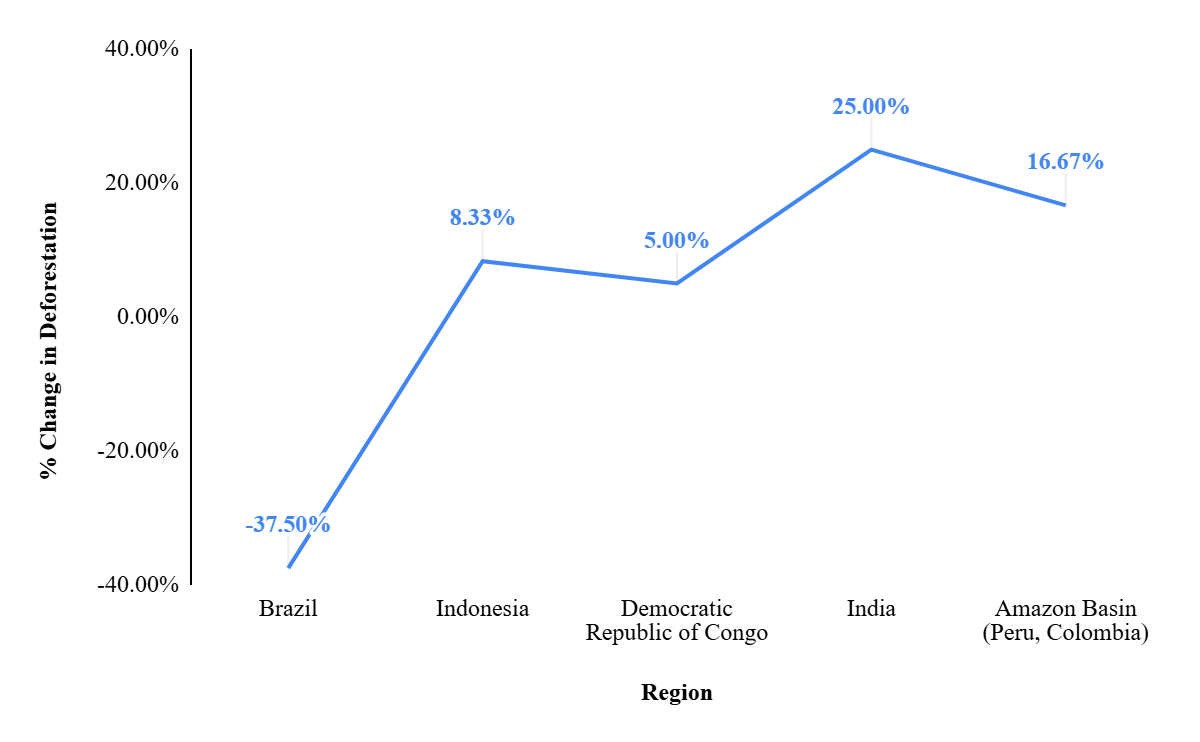 40.00%
20.00%
0.00%
-20.00%
-40.00%
% Change in Deforestation
-37.50%
8.33%
5.00%
25.00%
16.67%
Brazil
Indonesia
Democratic
Republic of Congo
India
Amazon Basin
(Peru, Colombia)
Region